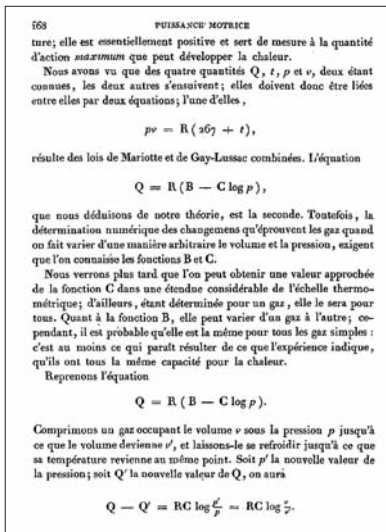 168 PUISSANCE MOTRICE
ture; elle est essentiellement positive et sert de mesure à la quantité
d'action maximum que peut développer la chaleur.
Nous avons vu que des quatre quantités Q, t, p et v, deux étant
connues, les deux autres s'ensuivent; elles doivent donc être liées
entre elles par deux équations; l'une d'elles,
pv = R (267 + t),
résulte des lois de Mariotte et de Gay-Lussac combinées. L'équation
Q = R (B — C log p),
que nous déduisons de notre théorie, est la seconde. Toutefois, la
détermination numérique des changemens qu'éprouvent les gaz quand
on fait varier d'une manière arbitraire le volume et la pression, exigent
que l'on connaisse les fonctions B et C.
Nous verrons plus tard que l'on peut obtenir une valeur approchée
de la fonction C dans une étendue considérable de l'échelle thermo-
métrique; d'ailleurs, étant déterminée pour un gaz, elle le sera pour
tous. Quant à la fonction B, elle peut varier d'un gaz à l'autre; ce-
pendant, il est probable qu'elle est la même pour tous les gaz simples :
c'est au moins ce qui paraît résulter de ce que l'expérience indique,
qu'ils ont tous la même capacité pour la chaleur.
Reprenons l'équation
Q = R (B — C log p).
Comprimons un gaz occupant le volume v sous la pression p jusqu'à
ce que le volume devienne v', et laissons-le se refroidir jusqu'à ce que
sa température revienne au même point. Soit p' la nouvelle valeur de
la pression; soit Q' la nouvelle valeur de Q, on aura
Q — Q' = RC log p'/p = RC log v/v'.